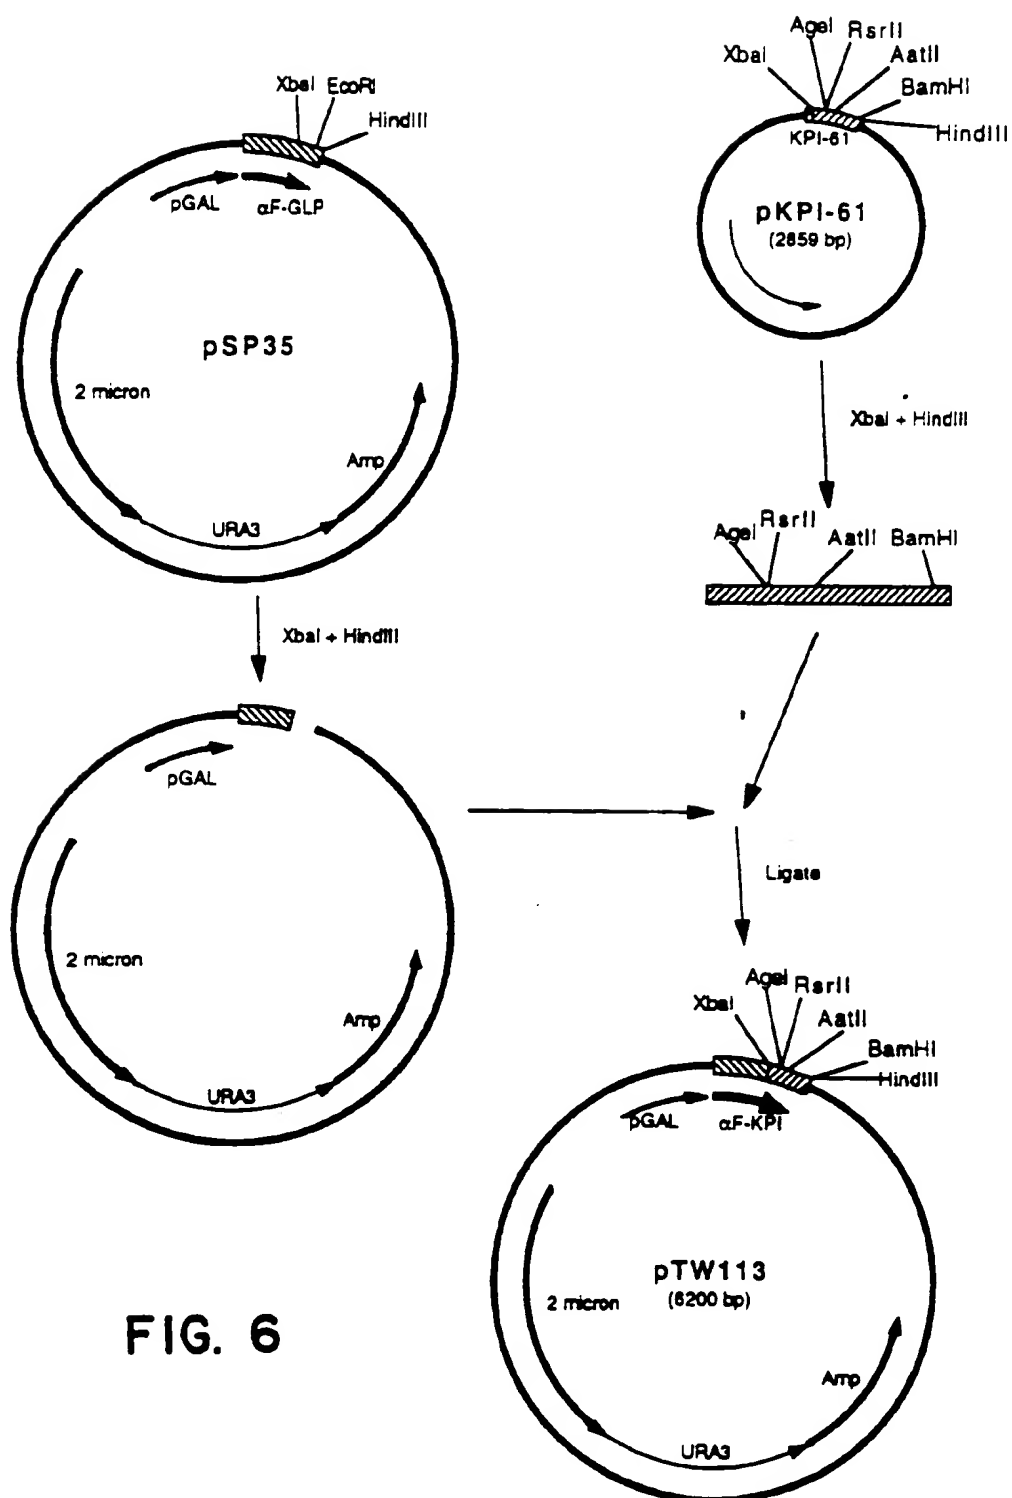 XbaI EcoRI
HindIII
pGAL
αF-GLP
pSP35
2 micron
Amp
URA3
XbaI + HindIII
AgeI RsrII
XbaI
AatII
BamHI
HindIII
KPI-61
pKPI-61
(2859 bp)
XbaI + HindIII
AgeI RsrII
AatII BamHI
pGAL
2 micron
Amp
URA3
Ligate
AgeI RsrII
XbaI
AatII
BamHI
HindIII
pGAL
αF-KPI
pTW113
(6200 bp)
2 micron
Amp
URA3
FIG. 6